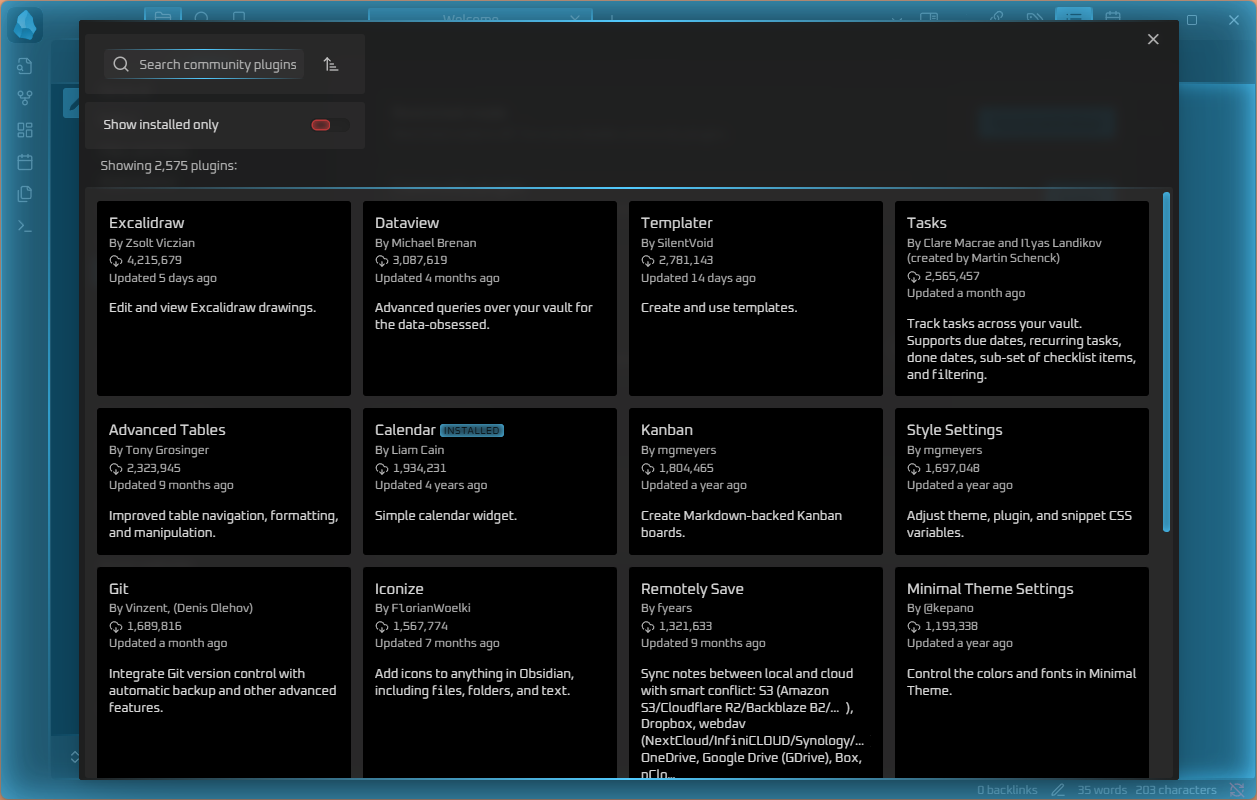 Welcome
Search community plugins
Show installed only
Showing 2,575 plugins:
Excalidraw
By Zsolt Viczian
4,215,679
Updated 5 days ago
Edit and view Excalidraw drawings.
Dataview
By Michael Brenan
3,087,619
Updated 4 months ago
Advanced queries over your vault for
the data-obsessed.
Templater
By SilentVoid
2,781,143
Updated 14 days ago
Create and use templates.
Tasks
By Clare Macrae and Ilyas Landikov
(created by Martin Schenck)
2,565,457
Updated a month ago
Track tasks across your vault.
Supports due dates, recurring tasks,
done dates, sub-set of checklist items,
and filtering.
Advanced Tables
By Tony Grosinger
2,323,945
Updated 9 months ago
Improved table navigation, formatting,
and manipulation.
Calendar INSTALLED
By Liam Cain
1,934,231
Updated 4 years ago
Simple calendar widget.
Kanban
By mgmeyers
1,804,465
Updated a year ago
Create Markdown-backed Kanban
boards.
Style Settings
By mgmeyers
1,697,048
Updated a year ago
Adjust theme, plugin, and snippet CSS
variables.
Git
By Vinzent, (Denis Olehov)
1,689,816
Updated a month ago
Integrate Git version control with
automatic backup and other advanced
features.
Iconize
By FlorianWoelki
1,567,774
Updated 7 months ago
Add icons to anything in Obsidian,
including files, folders, and text.
Remotely Save
By fyears
1,321,633
Updated 9 months ago
Sync notes between local and cloud
with smart conflict: S3 (Amazon
S3/Cloudflare R2/Backblaze B2/... ),
Dropbox, webdav
(NextCloud/InfiniCLOUD/Synology/...
OneDrive, Google Drive (GDrive), Box,
pClo...
Minimal Theme Settings
By @kepano
1,193,338
Updated a year ago
Control the colors and fonts in Minimal
Theme.
0 backlinks 35 words 203 characters